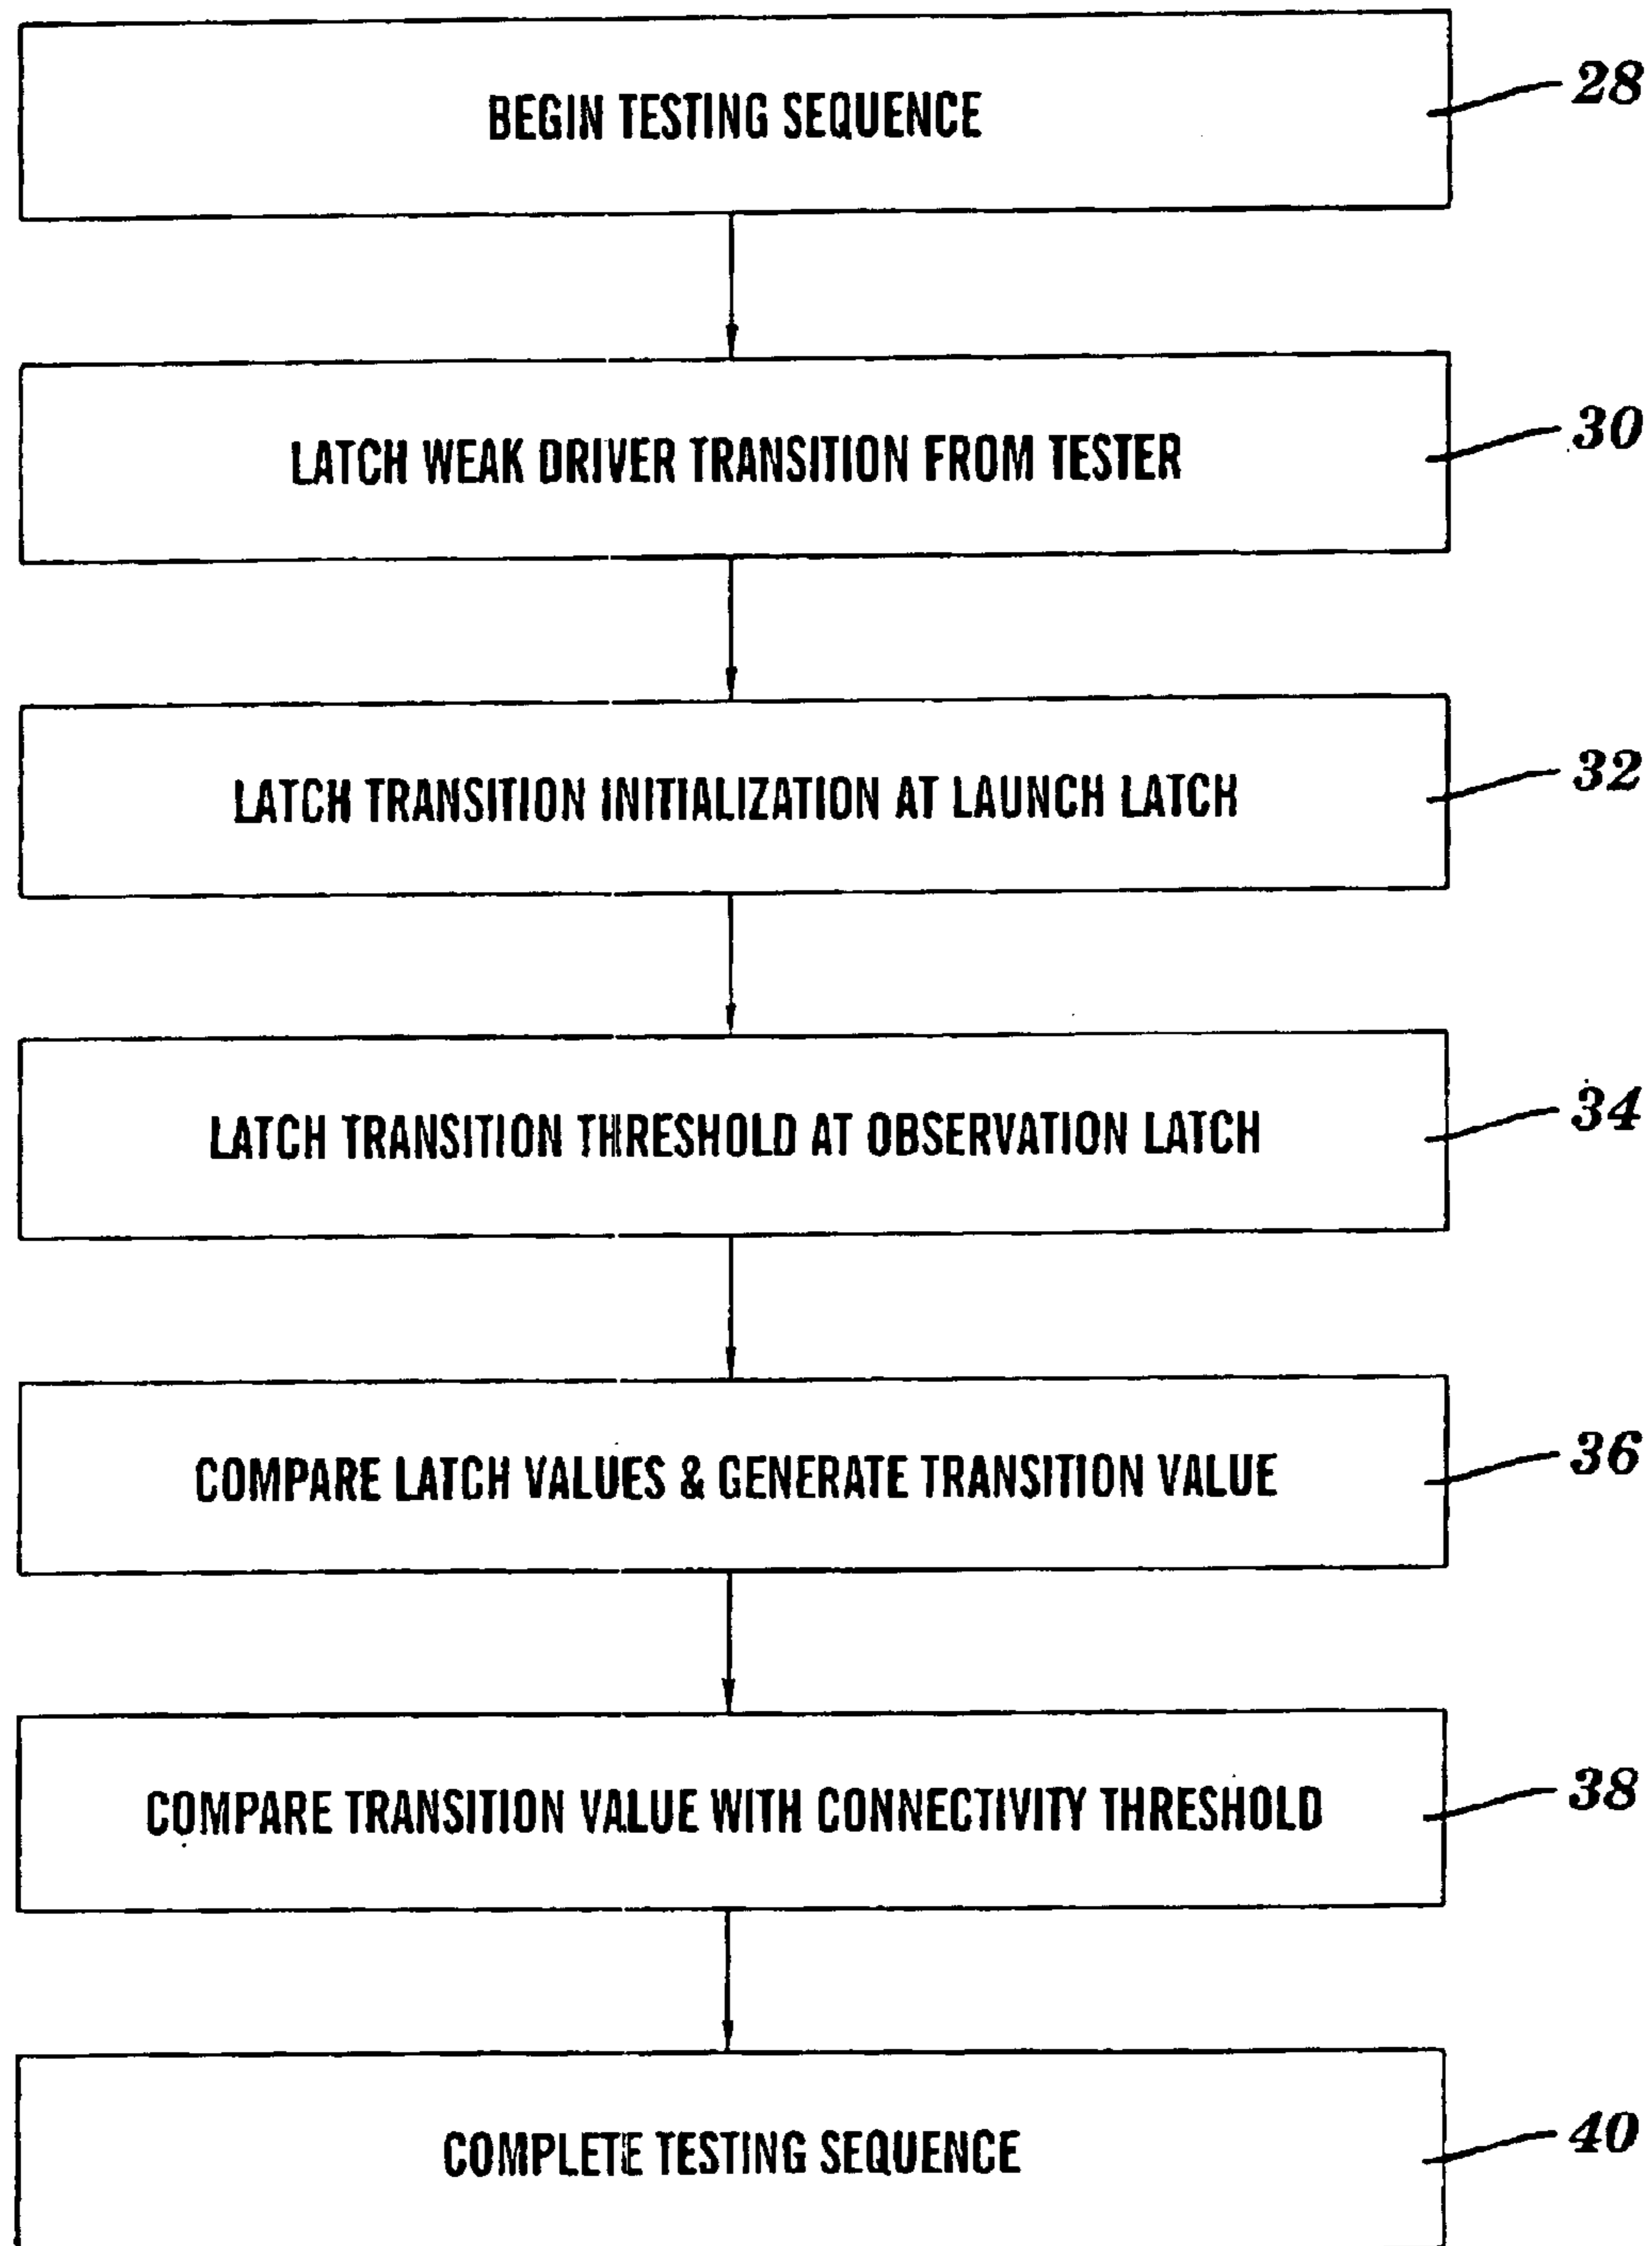 BEGIN TESTING SEQUENCE
28
LATCH WEAK DRIVER TRANSITION FROM TESTER
30
LATCH TRANSITION INITIALIZATION AT LAUNCH LATCH
32
LATCH TRANSITION THRESHOLD AT OBSERVATION LATCH
34
COMPARE LATCH VALUES & GENERATE TRANSITION VALUE
36
COMPARE TRANSITION VALUE WITH CONNECTIVITY THRESHOLD
38
COMPLETE TESTING SEQUENCE
40